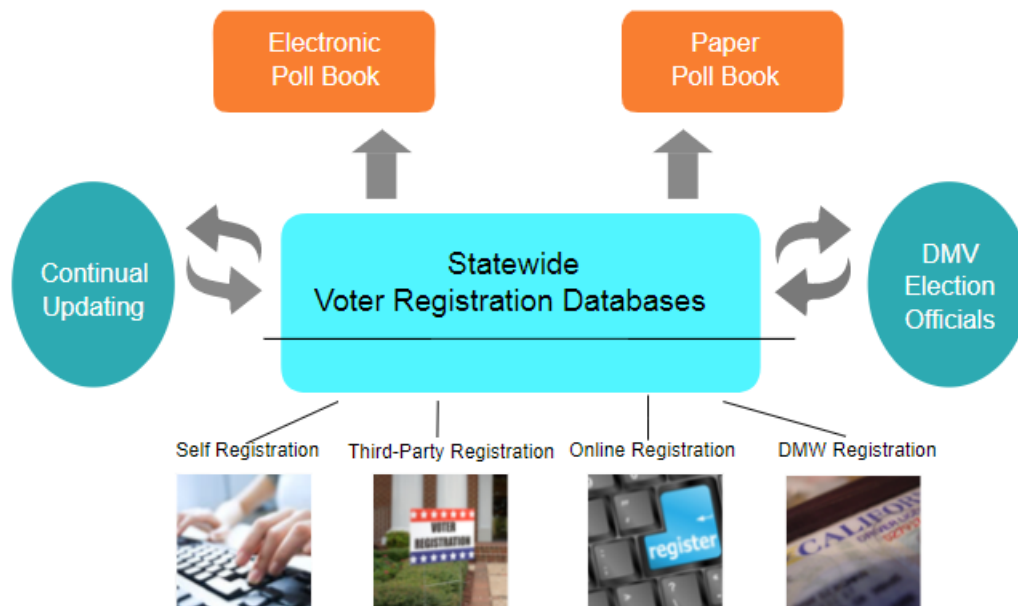 Electronic
Poll Book
Paper
Poll Book
Continual
Updating
Statewide
Voter Registration Databases
DMV
Election
Officials
Self Registration
Third-Party Registration
Online Registration
DMW Registration
VOTER
REGISTRATION
register